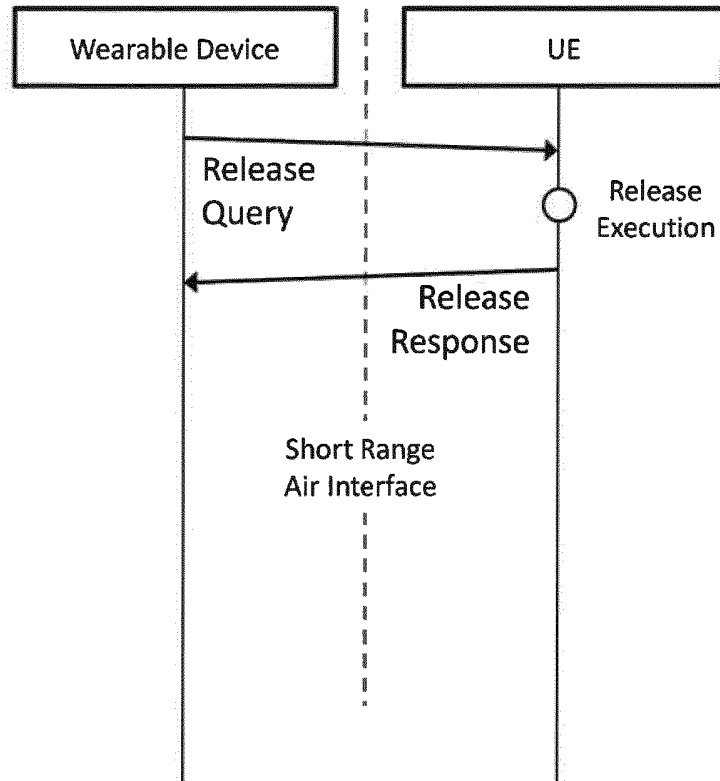 Wearable Device
UE
Release
Query
Release
Execution
Release
Response
Short Range
Air Interface